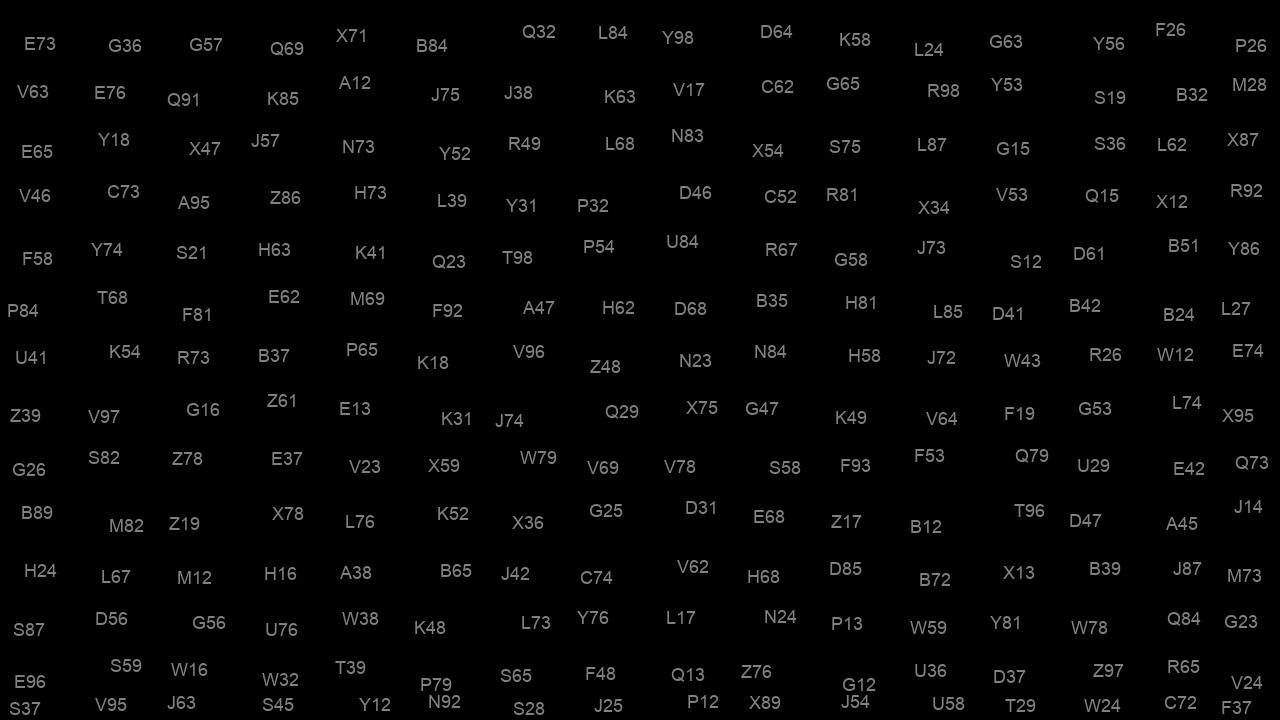 E73 G36 G57 Q69 X71 B84 Q32 L84 Y98 D64 K58 L24 G63 Y56 F26 P26
V63 E76 Q91 K85 A12 J75 J38 K63 V17 C62 G65 R98 Y53 S19 B32 M28
E65 Y18 X47 J57 N73 Y52 R49 L68 N83 X54 S75 L87 G15 S36 L62 X87
V46 C73 A95 Z86 H73 L39 Y31 P32 D46 C52 R81 X34 V53 Q15 X12 R92
F58 Y74 S21 H63 K41 Q23 T98 P54 U84 R67 G58 J73 S12 D61 B51 Y86
P84 T68 F81 E62 M69 F92 A47 H62 D68 B35 H81 L85 D41 B42 B24 L27
U41 K54 R73 B37 P65 K18 V96 Z48 N23 N84 H58 J72 W43 R26 W12 E74
Z39 V97 G16 Z61 E13 K31 J74 Q29 X75 G47 K49 V64 F19 G53 L74 X95
G26 S82 Z78 E37 V23 X59 W79 V69 V78 S58 F93 F53 Q79 U29 E42 Q73
B89 M82 Z19 X78 L76 K52 X36 G25 D31 E68 Z17 B12 T96 D47 A45 J14
H24 L67 M12 H16 A38 B65 J42 C74 V62 H68 D85 B72 X13 B39 J87 M73
S87 D56 G56 U76 W38 K48 L73 Y76 L17 N24 P13 W59 Y81 W78 Q84 G23
E96 S59 W16 W32 T39 P79 S65 F48 Q13 Z76 G12 U36 D37 Z97 R65 V24
S37 V95 J63 S45 Y12 N92 S28 J25 P12 X89 J54 U58 T29 W24 C72 F37